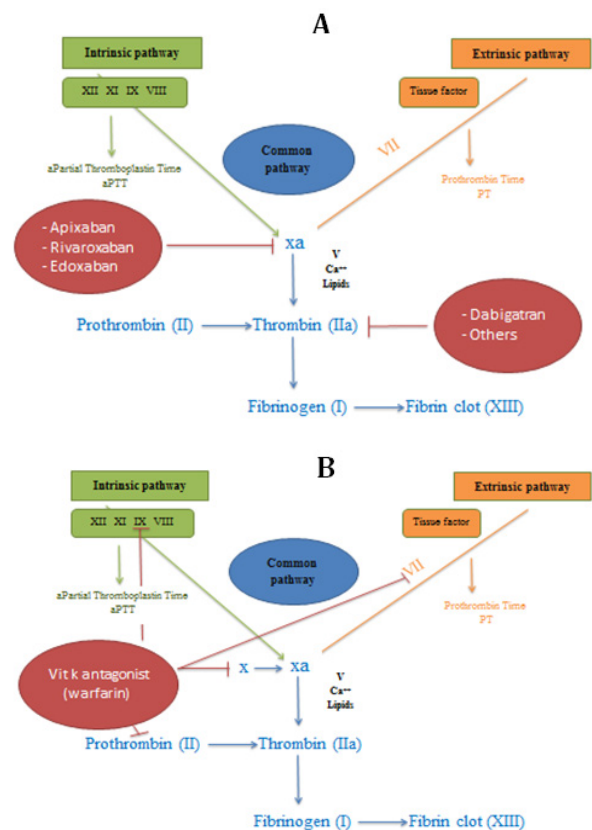 A
Intrinsic pathway
Extrinsic pathway
XII XI IX VIII
Tissue factor
VII
Common
pathway
aPartial Thromboplastin Time
aPTT
Prothrombin Time
PT
- Apixaban
- Rivaroxaban
- Edoxaban
xa
V
Ca--
Lipids
Prothrombin (II)
Thrombin (IIa)
- Dabigatran
- Others
Fibrinogen (I)
Fibrin clot (XIII)
B
Intrinsic pathway
Extrinsic pathway
XII XI IX VIII
Tissue factor
VII
Common
pathway
aPartial Thromboplastin Time
aPTT
Prothrombin Time
PT
Vit k antagonist
(warfarin)
x
xa
V
Ca--
Lipids
Prothrombin (II)
Thrombin (IIa)
Fibrinogen (I)
Fibrin clot (XIII)